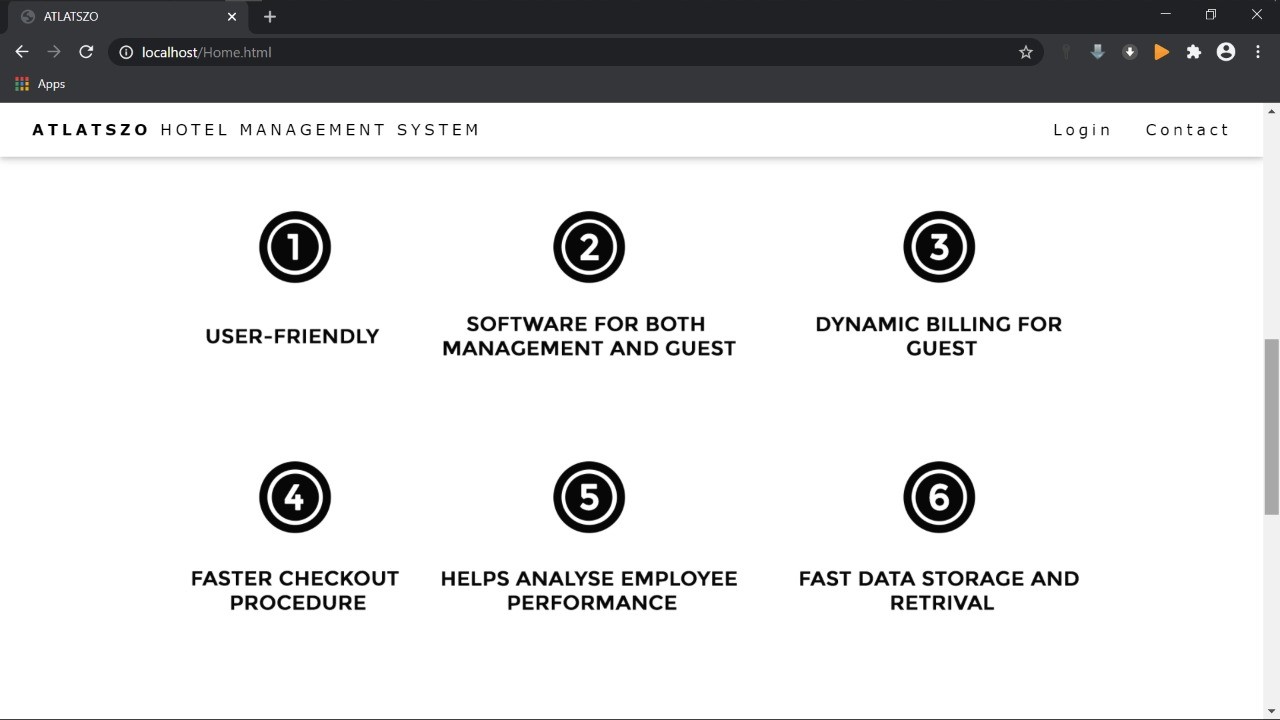 ATLATSZO
localhost/Home.html
Apps
ATLATSZO HOTEL MANAGEMENT SYSTEM
Login
Contact
1
2
3
USER-FRIENDLY
SOFTWARE FOR BOTH
MANAGEMENT AND GUEST
DYNAMIC BILLING FOR
GUEST
4
5
6
FASTER CHECKOUT
PROCEDURE
HELPS ANALYSE EMPLOYEE
PERFORMANCE
FAST DATA STORAGE AND
RETRIVAL